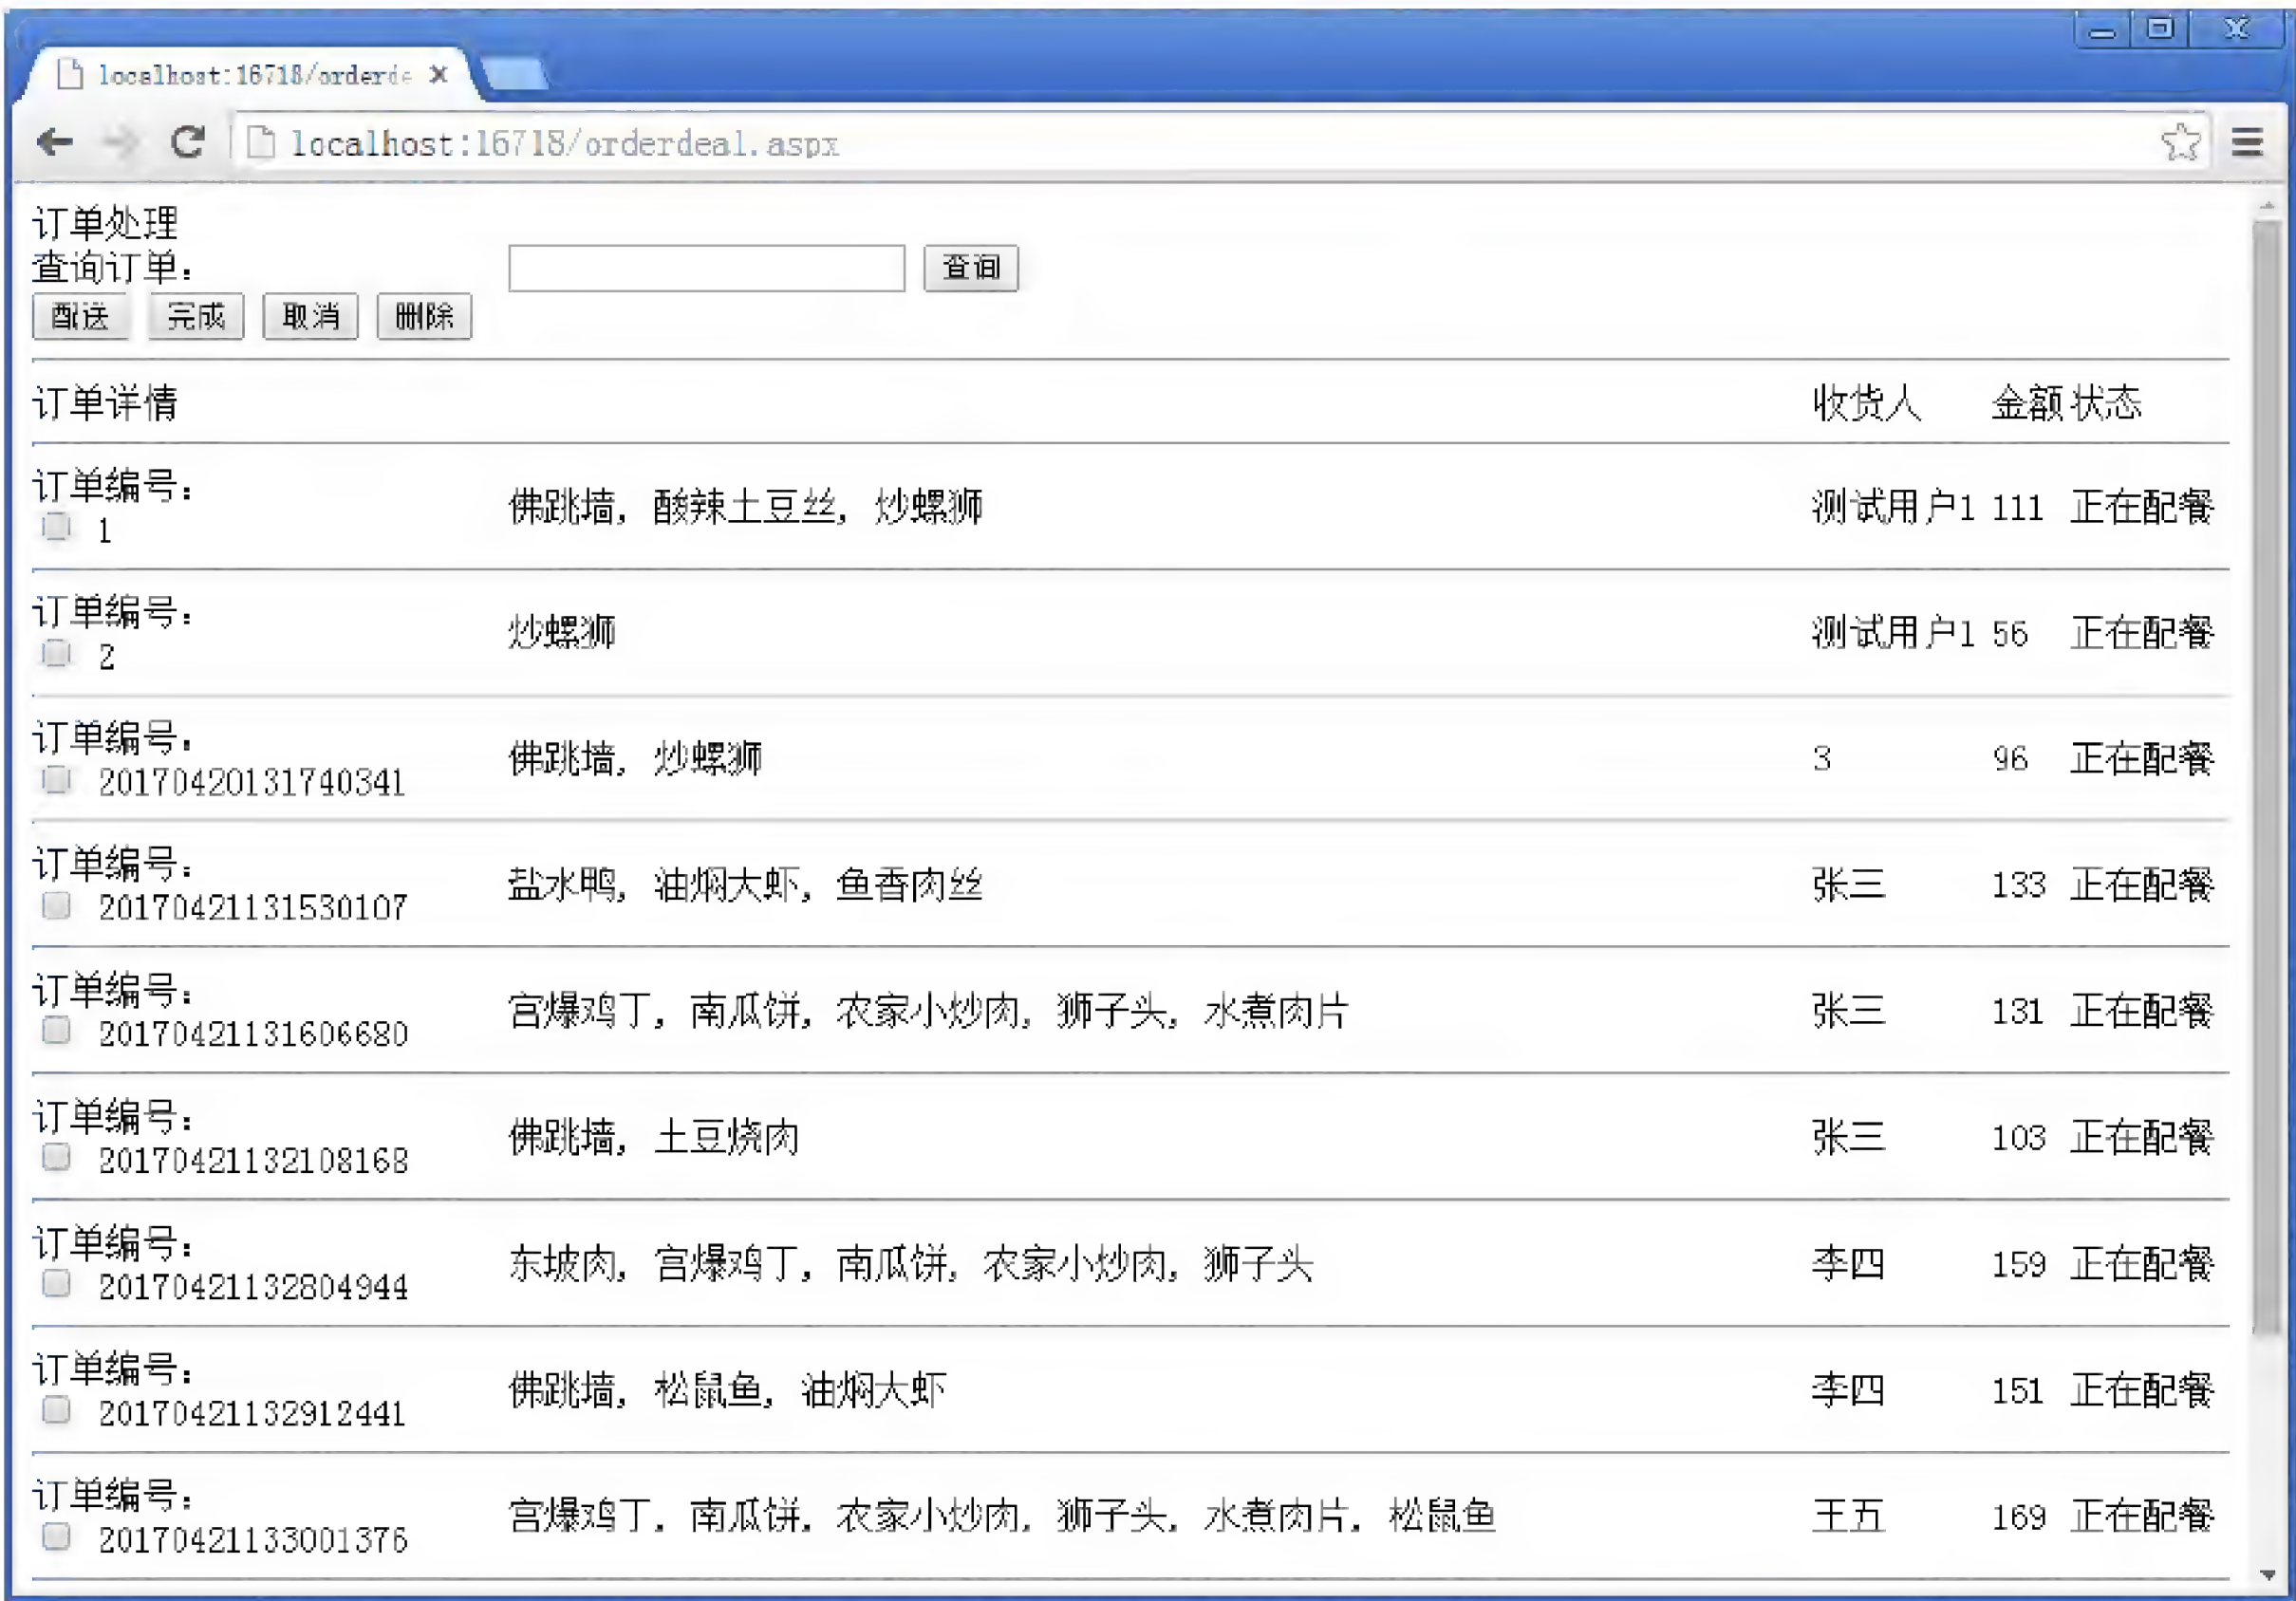 localhost:16718/orderde
localhost:16718/orderdeal.aspx
订单处理
查询订单： 查询
配送 完成 取消 删除
订单详情 收货人 金额 状态
订单编号：
1 佛跳墙，酸辣土豆丝，炒螺狮 测试用户1 111 正在配餐
订单编号：
2 炒螺狮 测试用户1 56 正在配餐
订单编号：
20170420131740341 佛跳墙，炒螺狮 3 96 正在配餐
订单编号：
20170421131530107 盐水鸭，油焖大虾，鱼香肉丝 张三 133 正在配餐
订单编号：
20170421131606680 宫爆鸡丁，南瓜饼，农家小炒肉，狮子头，水煮肉片 张三 131 正在配餐
订单编号：
20170421132108168 佛跳墙，土豆烧肉 张三 103 正在配餐
订单编号：
20170421132804944 东坡肉，宫爆鸡丁，南瓜饼，农家小炒肉，狮子头 李四 159 正在配餐
订单编号：
20170421132912441 佛跳墙，松鼠鱼，油焖大虾 李四 151 正在配餐
订单编号：
20170421133001376 宫爆鸡丁，南瓜饼，农家小炒肉，狮子头，水煮肉片，松鼠鱼 王五 169 正在配餐